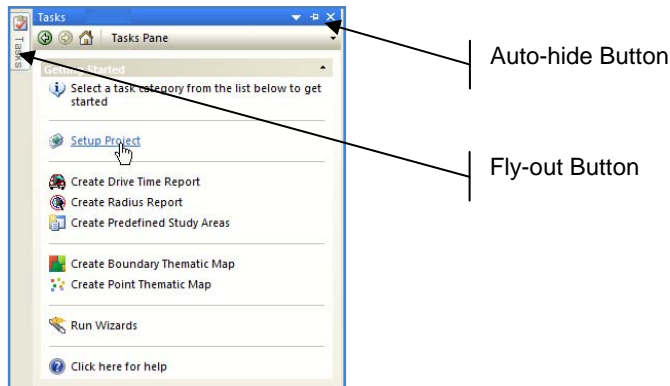 Tasks
Tasks
Tasks Pane
Getting Started
Select a task category from the list below to get
started
Setup Project
Create Drive Time Report
Create Radius Report
Create Predefined Study Areas
Create Boundary Thematic Map
Create Point Thematic Map
Run Wizards
Click here for help
Auto-hide Button
Fly-out Button